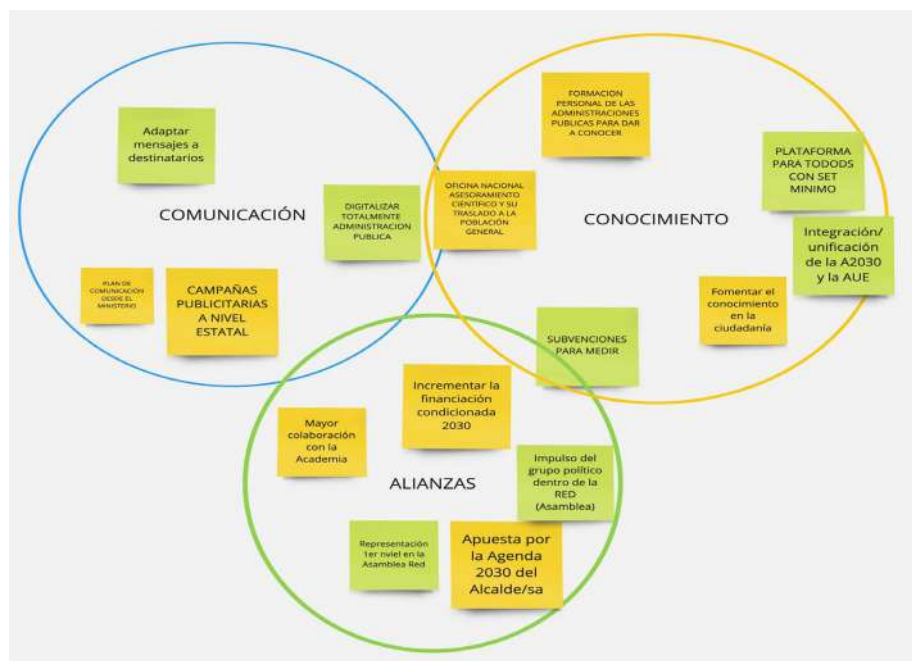 Adaptar
mensajes a
destinatarios
COMUNICACIÓN
DIGITALIZAR
TOTALMENTE
ADMINISTRACION
PUBLICA
PLAN DE
COMUNICACIÓN
DESDE EL
MINISTERIO
CAMPAÑAS
PUBLICITARIAS
A NIVEL
ESTATAL
FORMACION
PERSONAL DE LAS
ADMINISTRACIONES
PUBLICAS PARA DAR
A CONOCER
OFICINA NACIONAL
ASESORAMIENTO
CIENTÍFICO Y SU
TRASLADO A LA
POBLACIÓN
GENERAL
CONOCIMIENTO
PLATAFORMA
PARA TODODS
CON SET
MINIMO
Integración/
unificación
de la A2030
y la AUE
Fomentar el
conocimiento
en la
ciudadanía
SUBVENCIONES
PARA MEDIR
Incrementar la
financiación
condicionada
2030
Mayor
colaboración
con la
Academia
ALIANZAS
Impulso del
grupo político
dentro de la
RED
(Asamblea)
Representación
1er nviel en la
Asamblea Red
Apuesta por
la Agenda
2030 del
Alcalde/sa